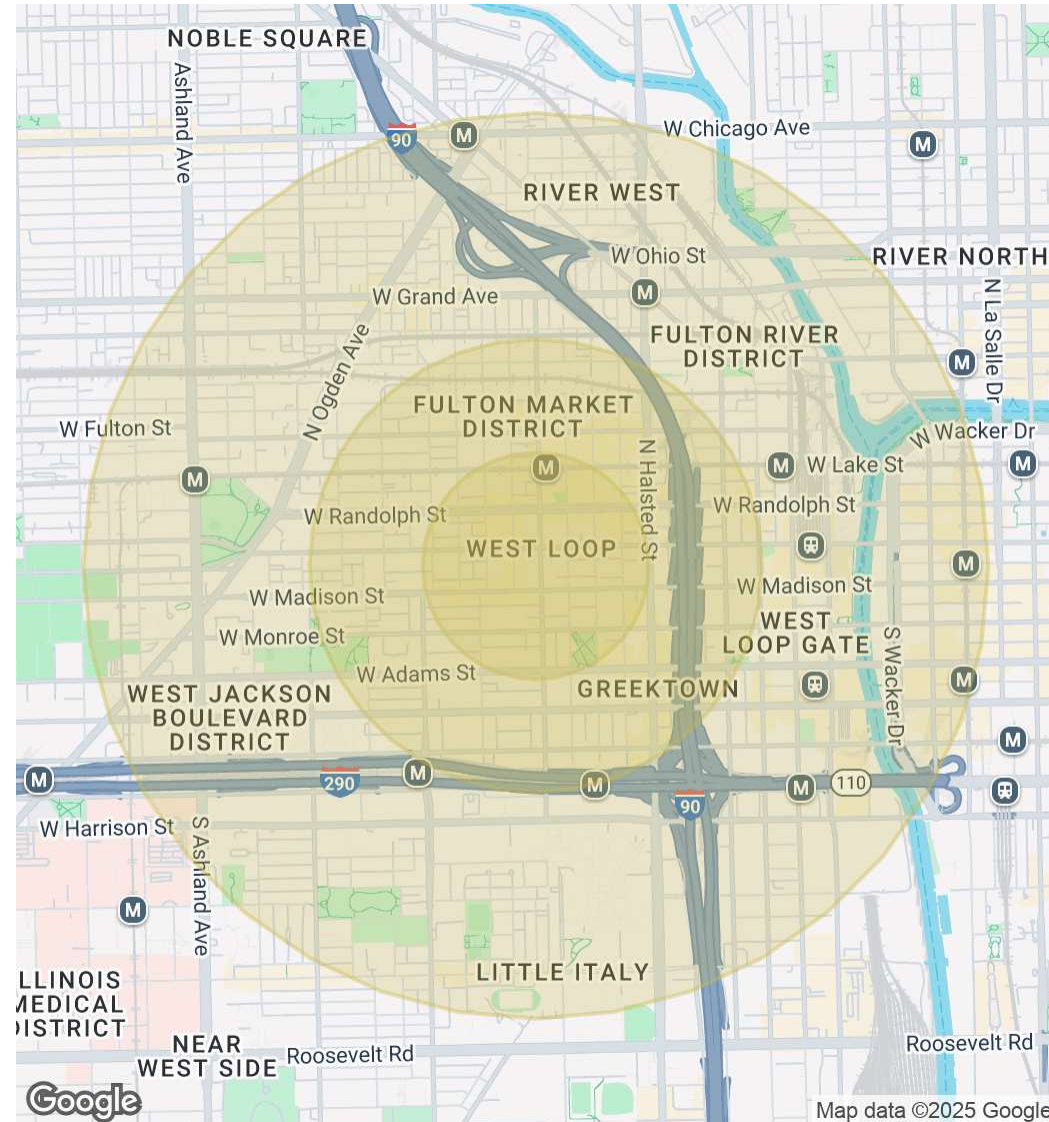 NOBLE SQUARE
N Ashland Ave
90
M
W Chicago Ave
M
RIVER WEST
W Ohio St
RIVER NORTH
W Grand Ave
M
N La Salle Dr
FULTON RIVER
DISTRICT
M
N Ogden Ave
FULTON MARKET
DISTRICT
W Fulton St
W Wacker Dr
M
M
N Halsted St
M
W Lake St
M
W Randolph St
W Randolph St
WEST LOOP
M
W Madison St
W Madison St
W Monroe St
WEST
LOOP GATE
S Wacker Dr
W Adams St
M
GREEKTOWN
WEST JACKSON
BOULEVARD
DISTRICT
M
M
290
M
M
90
M
110
W Harrison St
S Ashland Ave
M
LITTLE ITALY
LLINOIS
MEDICAL
DISTRICT
NEAR
WEST SIDE
Roosevelt Rd
Roosevelt Rd
Google
Map data ©2025 Google